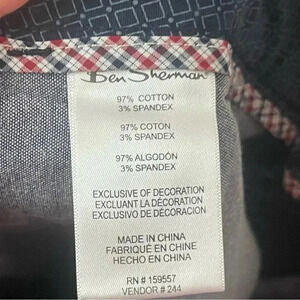 Ben Sherman
97% COTTON
3% SPANDEX
97% COTON
3% SPANDEX
97% ALGODÓN
3% SPANDEX
EXCLUSIVE OF DECORATION
EXCLUANT LA DÉCORATION
EXCLUSIVO DE DECORACION
MADE IN CHINA
FABRIQUÉ EN CHINE
HECHO EN CHINA
RN # 159557
VENDOR # 244